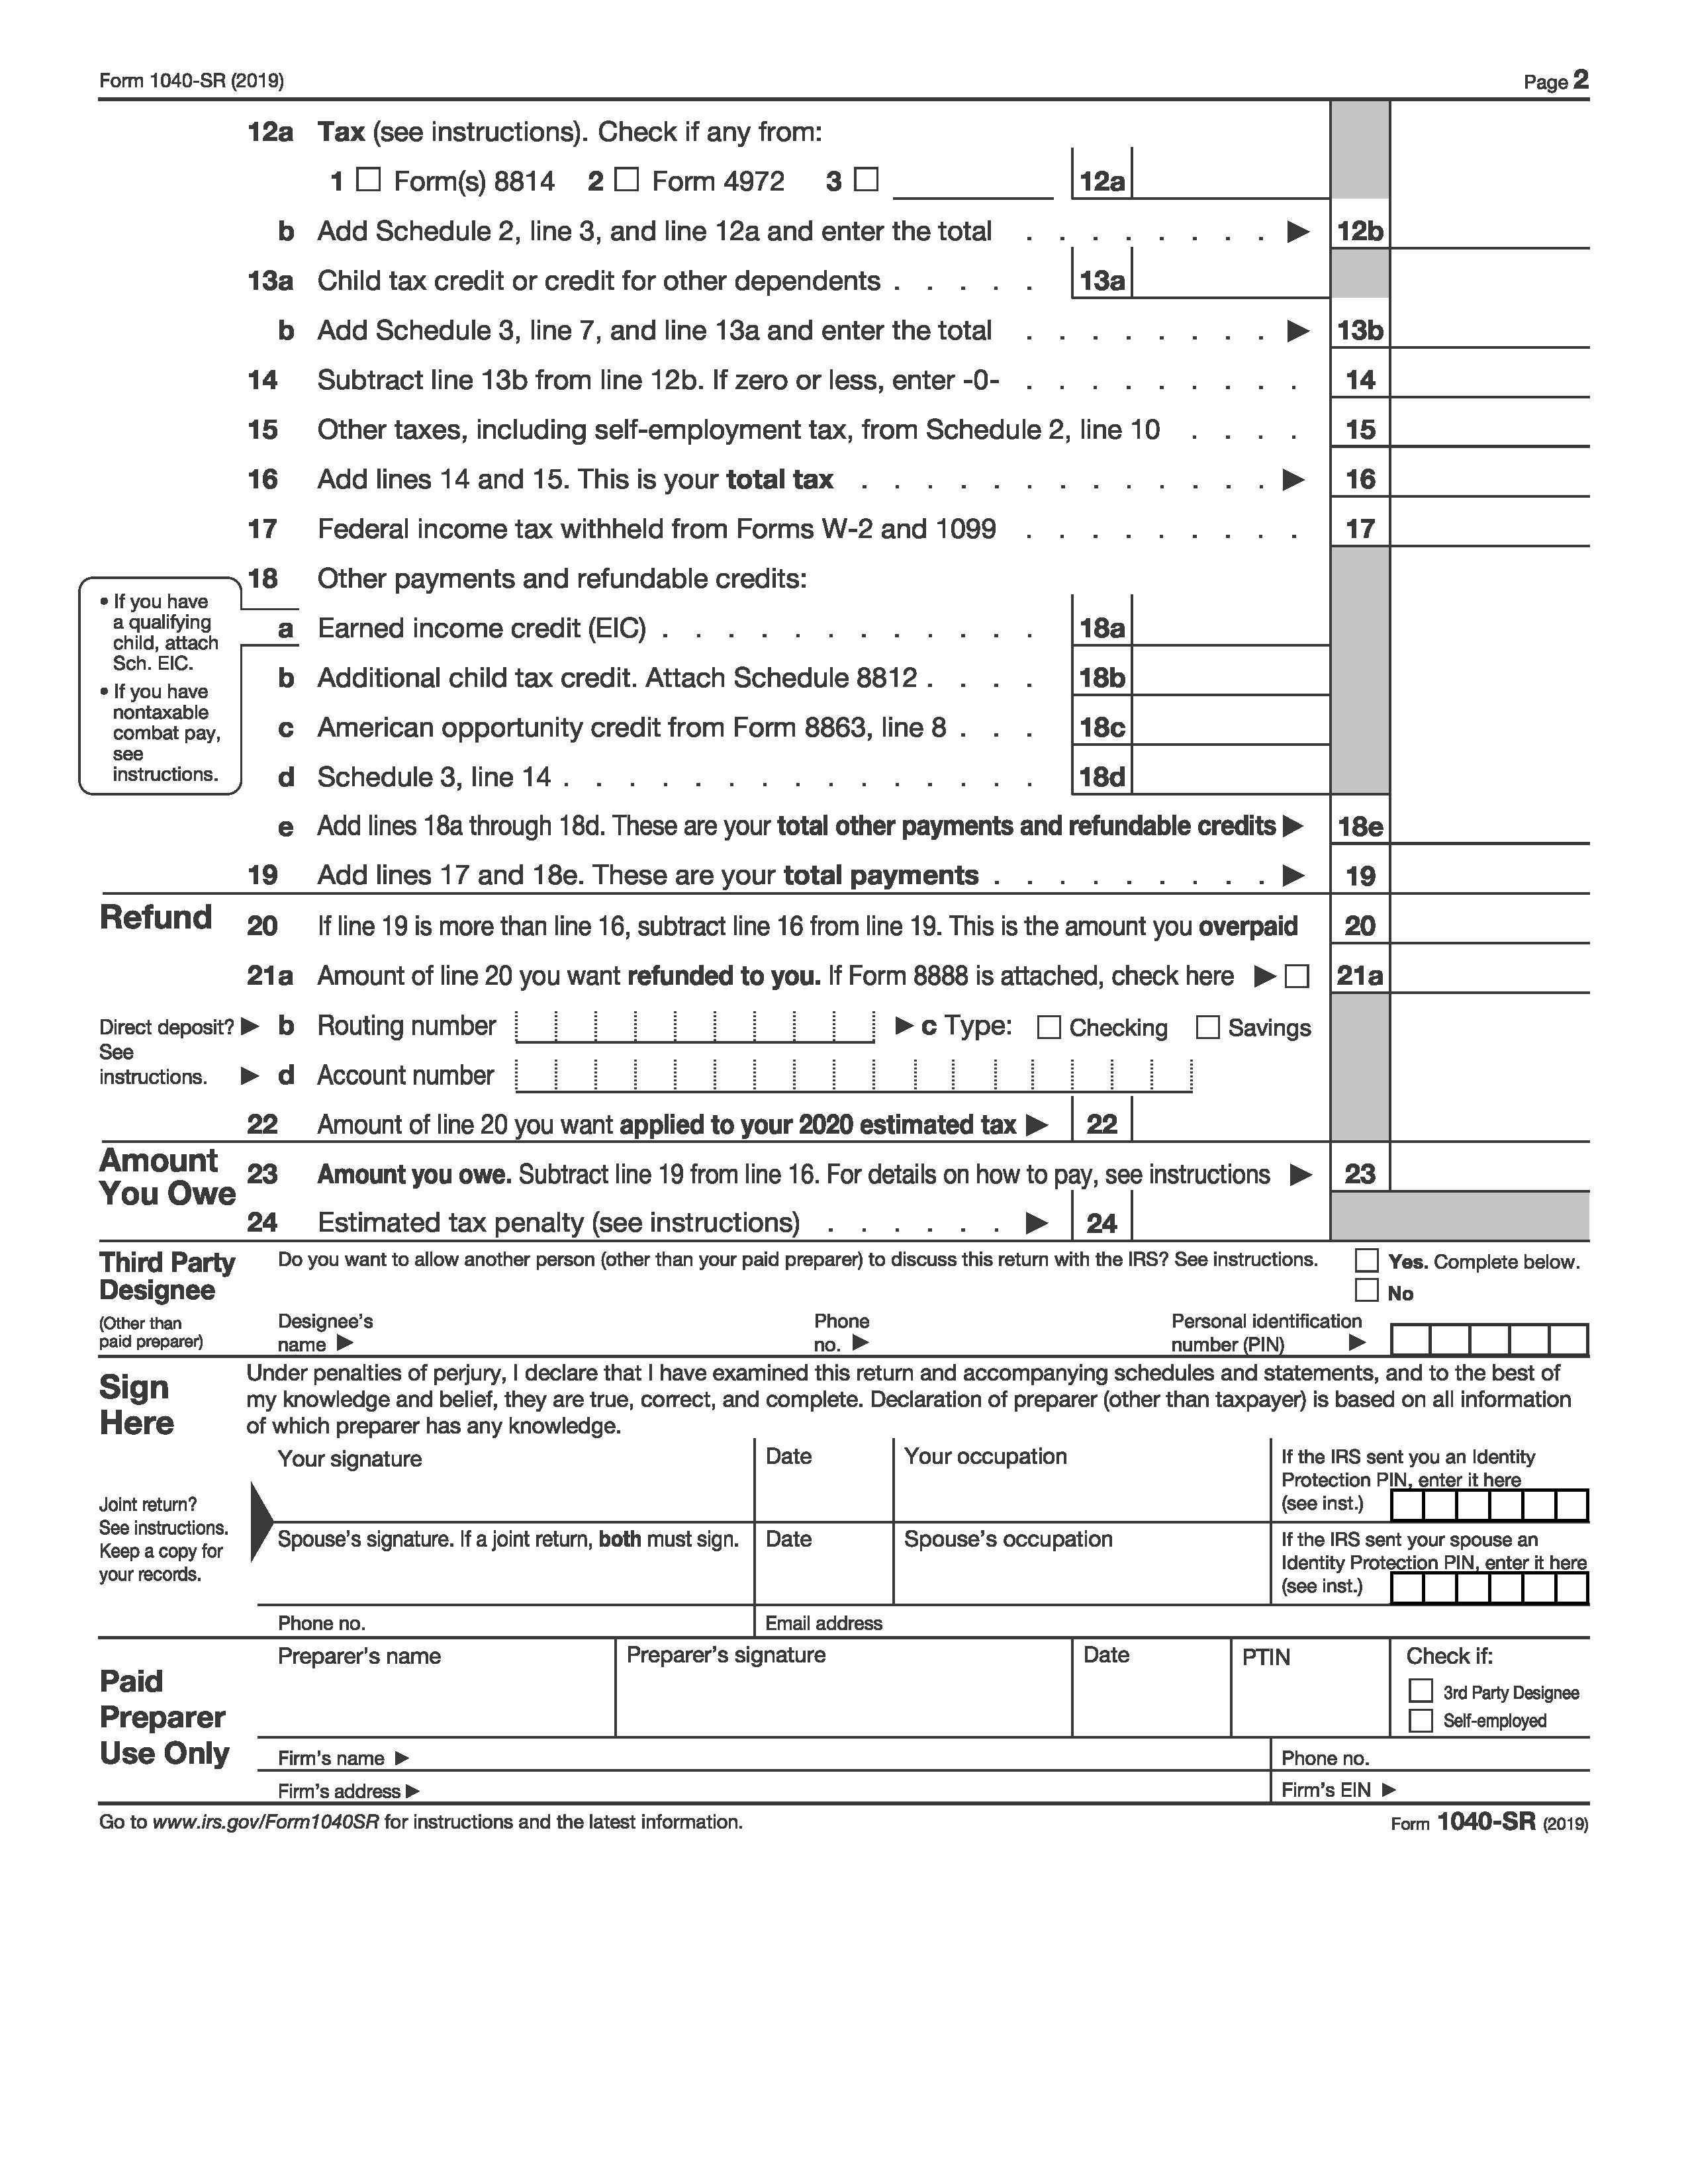 Form 1040-SR (2019) Page 2
12a Tax (see instructions). Check if any from:
1 Form(s) 8814 2 Form 4972 3 12a
b Add Schedule 2, line 3, and line 12a and enter the total . . . . . . . . ▶ 12b
13a Child tax credit or credit for other dependents . . . . . 13a
b Add Schedule 3, line 7, and line 13a and enter the total . . . . . . . . ▶ 13b
14 Subtract line 13b from line 12b. If zero or less, enter -0- . . . . . . . . . 14
15 Other taxes, including self-employment tax, from Schedule 2, line 10 . . . . 15
16 Add lines 14 and 15. This is your total tax . . . . . . . . . . . . . ▶ 16
17 Federal income tax withheld from Forms W-2 and 1099 . . . . . . . . . 17
18 Other payments and refundable credits:
• If you have
a qualifying
child, attach
Sch. EIC.
• If you have
nontaxable
combat pay,
see
instructions.
a Earned income credit (EIC) . . . . . . . . . . . . 18a
b Additional child tax credit. Attach Schedule 8812 . . . . 18b
c American opportunity credit from Form 8863, line 8 . . . 18c
d Schedule 3, line 14 . . . . . . . . . . . . . . . 18d
e Add lines 18a through 18d. These are your total other payments and refundable credits ▶ 18e
19 Add lines 17 and 18e. These are your total payments . . . . . . . . . ▶ 19
Refund 20 If line 19 is more than line 16, subtract line 16 from line 19. This is the amount you overpaid 20
21a Amount of line 20 you want refunded to you. If Form 8888 is attached, check here ▶ 21a
Direct deposit? ▶ b Routing number ▶ c Type: Checking Savings
See
instructions. ▶ d Account number
22 Amount of line 20 you want applied to your 2020 estimated tax ▶ 22
Amount
You Owe
23 Amount you owe. Subtract line 19 from line 16. For details on how to pay, see instructions ▶ 23
24 Estimated tax penalty (see instructions) . . . . . . ▶ 24
Third Party
Designee
(Other than
paid preparer)
Do you want to allow another person (other than your paid preparer) to discuss this return with the IRS? See instructions. Yes. Complete below.
No
Designee's
name ▶
Phone
no. ▶
Personal identification
number (PIN) ▶
Sign
Here
Under penalties of perjury, I declare that I have examined this return and accompanying schedules and statements, and to the best of
my knowledge and belief, they are true, correct, and complete. Declaration of preparer (other than taxpayer) is based on all information
of which preparer has any knowledge.
Joint return?
See instructions.
Keep a copy for
your records.
Your signature Date Your occupation
If the IRS sent you an Identity
Protection PIN, enter it here
(see inst.)
Spouse's signature. If a joint return, both must sign. Date Spouse's occupation
If the IRS sent your spouse an
Identity Protection PIN, enter it here
(see inst.)
Phone no. Email address
Paid
Preparer
Use Only
Preparer's name Preparer's signature Date PTIN Check if:
3rd Party Designee
Self-employed
Firm's name ▶ Phone no.
Firm's address ▶ Firm's EIN ▶
Go to www.irs.gov/Form1040SR for instructions and the latest information. Form 1040-SR (2019)